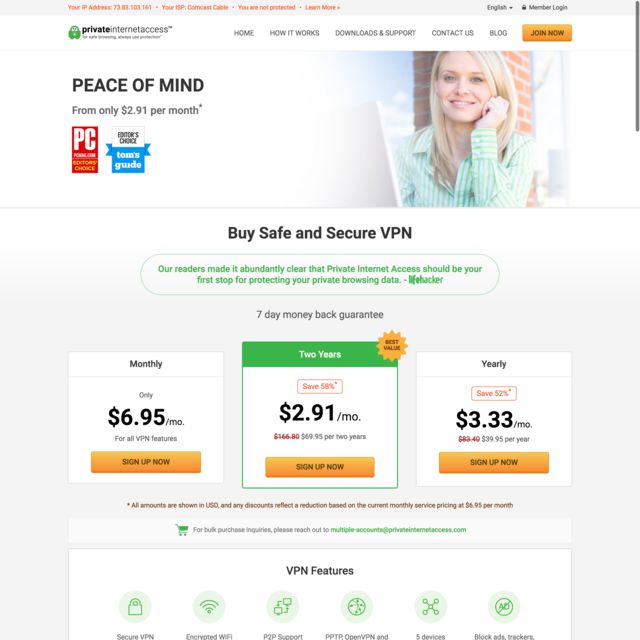 Your IP Address: 73.83.103.161 • Your ISP: Comcast Cable • You are not protected • Learn More »
English
Member Login
privateinternetaccess™
for safe browsing, always use protection™
HOME
HOW IT WORKS
DOWNLOADS & SUPPORT
CONTACT US
BLOG
JOIN NOW
PEACE OF MIND
From only $2.91 per month*
PC
PCMAG.COM
EDITORS' CHOICE
EDITOR'S
CHOICE
tom's
guide
Buy Safe and Secure VPN
Our readers made it abundantly clear that Private Internet Access should be your
first stop for protecting your private browsing data. - lifehacker
7 day money back guarantee
Monthly
Only
$6.95/mo.
For all VPN features
SIGN UP NOW
BEST
VALUE
Two Years
Save 58%*
$2.91/mo.
$166.80 $69.95 per two years
SIGN UP NOW
Yearly
Save 52%*
$3.33/mo.
$83.40 $39.95 per year
SIGN UP NOW
* All amounts are shown in USD, and any discounts reflect a reduction based on the current monthly service pricing at $6.95 per month
For bulk purchase inquiries, please reach out to multiple-accounts@privateinternetaccess.com
VPN Features
AD
Secure VPN
Encrypted WiFi
P2P Support
PPTP, OpenVPN and
5 devices
Block ads, trackers,